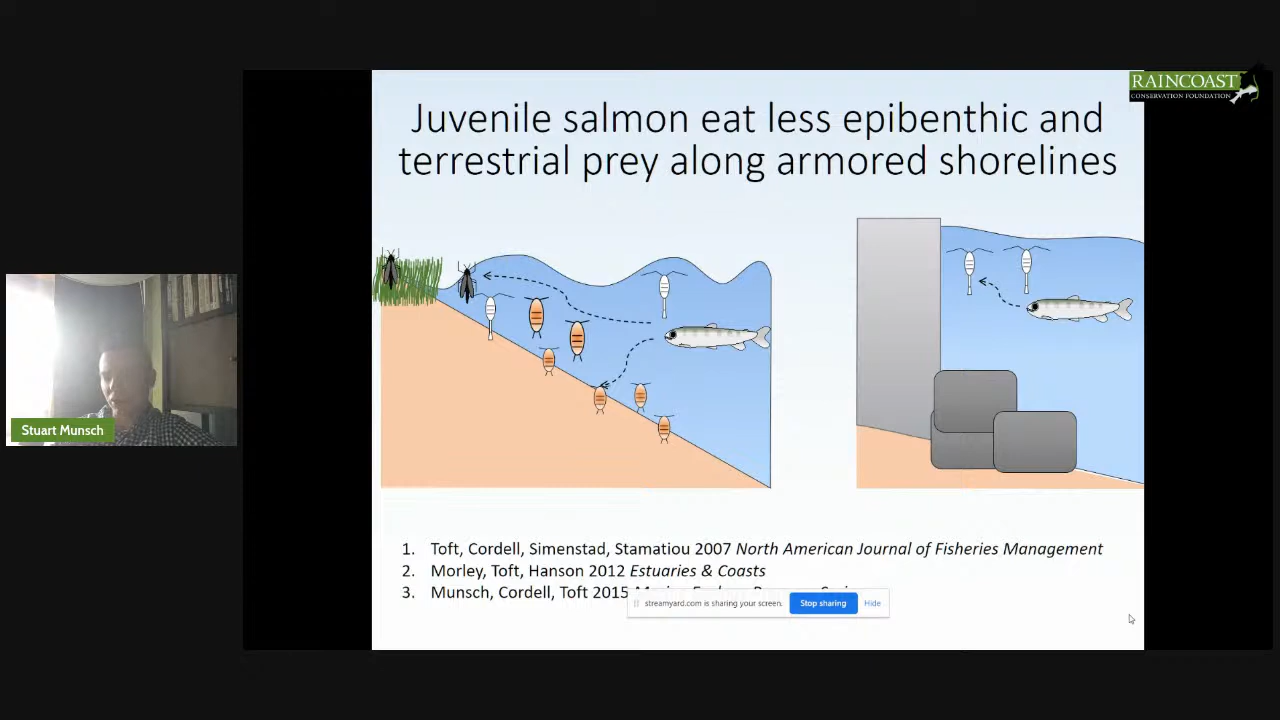 RAINCOAST
CONSERVATION FOUNDATION
Juvenile salmon eat less epibenthic and
terrestrial prey along armored shorelines
Stuart Munsch
1. Toft, Cordell, Simenstad, Stamatiou 2007 North American Journal of Fisheries Management
2. Morley, Toft, Hanson 2012 Estuaries & Coasts
3. Munsch, Cordell, Toft 2015
streamyard.com is sharing your screen.
Stop sharing
Hide